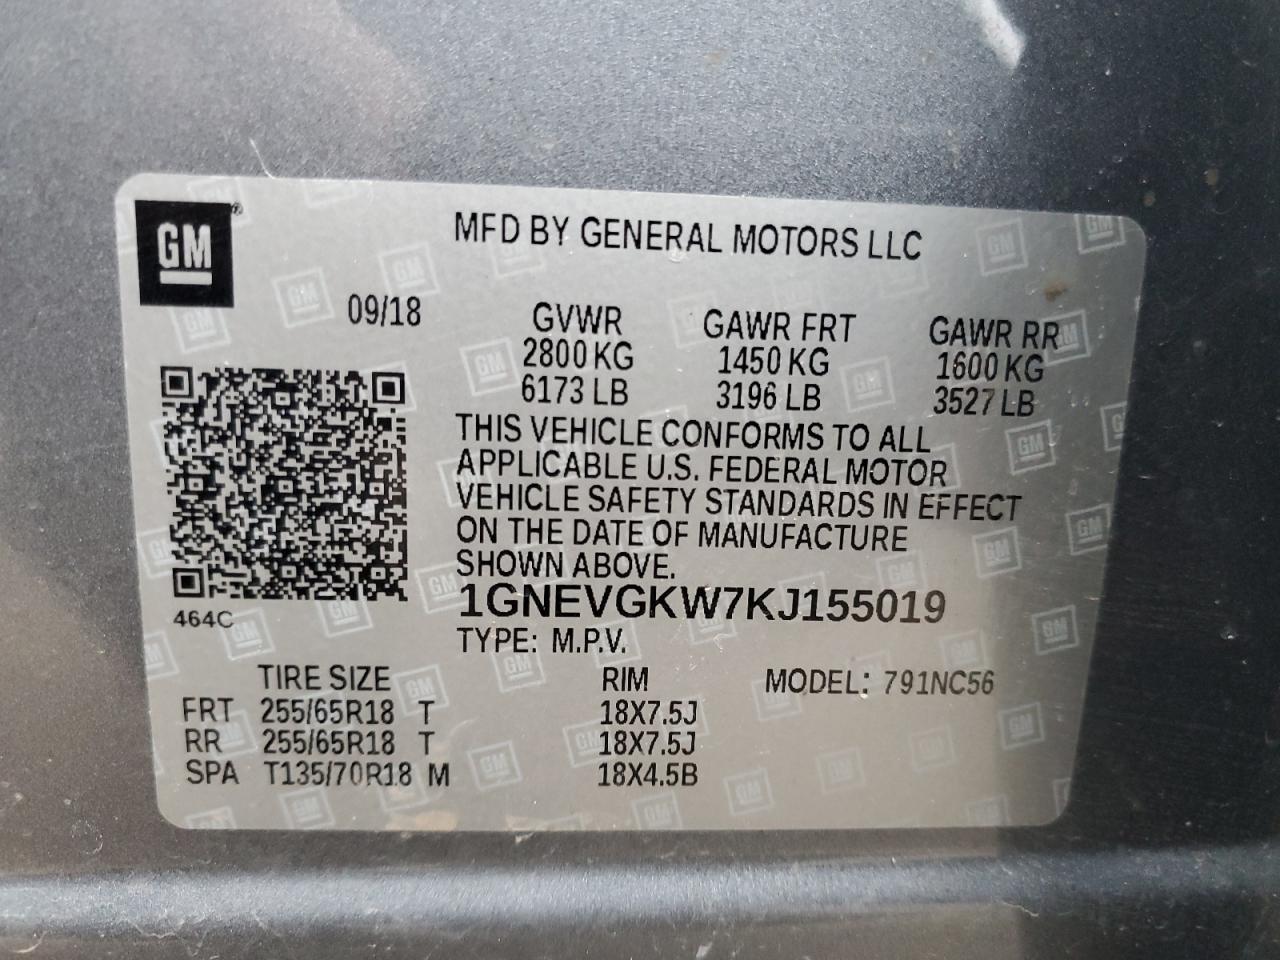 GM
MFD BY GENERAL MOTORS LLC
09/18
GVWR GAWR FRT GAWR RR
2800 KG 1450 KG 1600 KG
6173 LB 3196 LB 3527 LB
THIS VEHICLE CONFORMS TO ALL
APPLICABLE U.S. FEDERAL MOTOR
VEHICLE SAFETY STANDARDS IN EFFECT
ON THE DATE OF MANUFACTURE
SHOWN ABOVE.
464C
1GNEVGKW7KJ155019
TYPE: M.P.V.
TIRE SIZE RIM MODEL: 791NC56
FRT 255/65R18 T 18X7.5J
RR 255/65R18 T 18X7.5J
SPA T135/70R18 M 18X4.5B